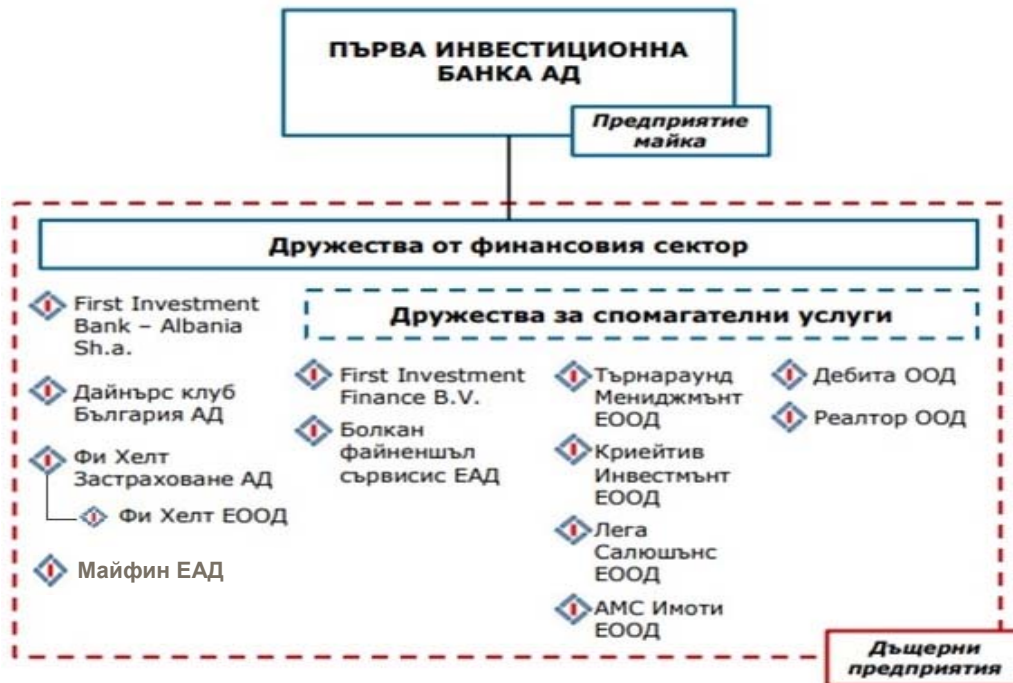 ПЪРВА ИНВЕСТИЦИОННА
БАНКА АД
Предприятие
майка
Дружества от финансовия сектор
First Investment
Bank – Albania
Sh.a.
Дайнърс клуб
България АД
Фи Хелт
Застраховане АД
Фи Хелт ЕООД
Майфин ЕАД
Дружества за спомагателни услуги
First Investment
Finance B.V.
Болкан
файненшъл
сървисис ЕАД
Търнараунд
Мениджмънт
ЕООД
Криейтив
Инвестмънт
ЕООД
Лега
Салюшънс
ЕООД
АМС Имоти
ЕООД
Дебита ООД
Реалтор ООД
Дъщерни
предприятия